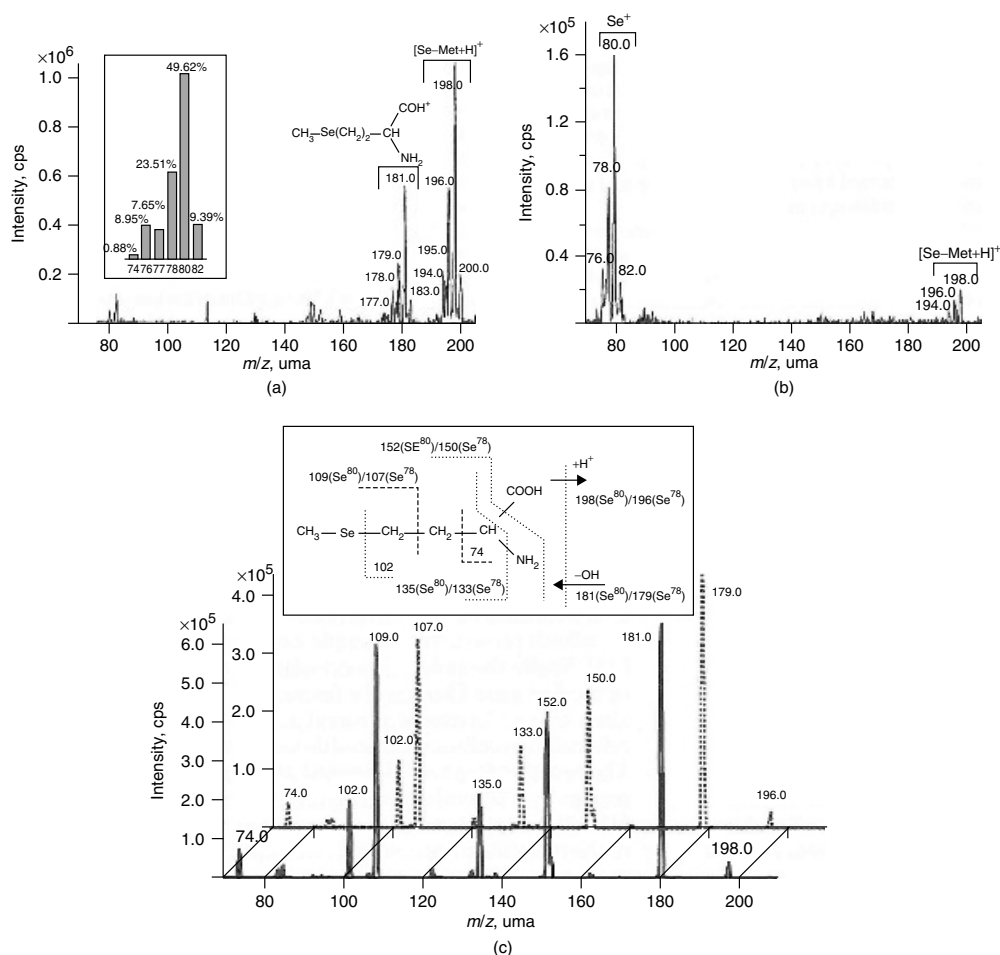 ×10⁶
49.62%
23.51%
7.65%
8.95%
9.39%
0.88%
74 76 77 78 80 82
1.0
0.8
0.6
0.4
0.2
Intensity, cps
[Se–Met+H]⁺
198.0
COH⁺
CH₃–Se(CH₂)₂–CH
NH₂
181.0
196.0
179.0
178.0
177.0
183.0
195.0
194.0
200.0
80 100 120 140 160 180 200
m/z, uma
(a)
×10⁵
Se⁺
80.0
1.6
1.2
0.8
0.4
Intensity, cps
78.0
76.0
82.0
[Se–Met+H]⁺
198.0
196.0
194.0
80 100 120 140 160 180 200
m/z, uma
(b)
152(SE⁸⁰)/150(Se⁷⁸)
109(Se⁸⁰)/107(Se⁷⁸)
+H⁺
COOH
198(Se⁸⁰)/196(Se⁷⁸)
CH₃ – Se – CH₂ – CH₂ – CH
NH₂
74
102
–OH
135(Se⁸⁰)/133(Se⁷⁸)
181(Se⁸⁰)/179(Se⁷⁸)
×10⁵
4.0
3.0
2.0
1.0
×10⁵
6.0
5.0
4.0
3.0
2.0
1.0
Intensity, cps
74.0
102.0
107.0
133.0
150.0
179.0
196.0
74.0
102.0
109.0
135.0
152.0
181.0
198.0
80 100 120 140 160 180 200
m/z, uma
(c)